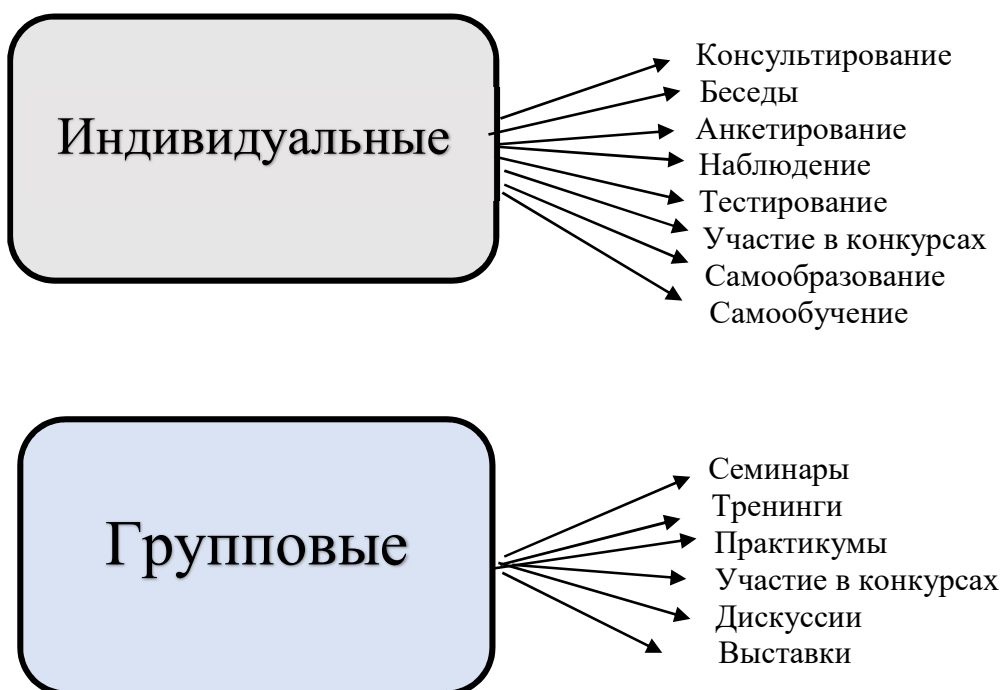 Индивидуальные
Консультирование
Беседы
Анкетирование
Наблюдение
Тестирование
Участие в конкурсах
Самообразование
Самообучение
Групповые
Семинары
Тренинги
Практикумы
Участие в конкурсах
Дискуссии
Выставки